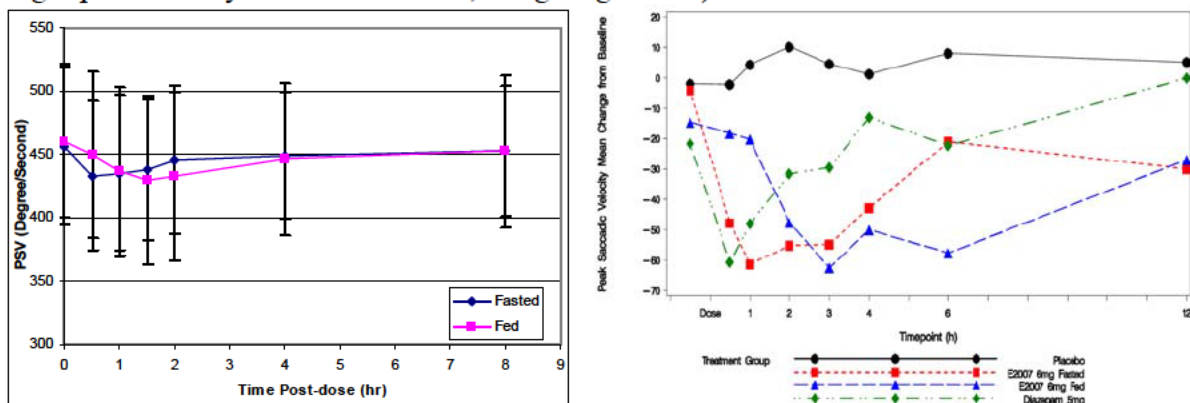 550
500
450
400
350
300
PSV (Degree/Second)
Fasted
Fed
0 1 2 3 4 5 6 7 8 9
Time Post-dose (hr)
20
10
0
-10
-20
-30
-40
-50
-60
-70
Peak Saccadic Velocity Mean Change from Baseline
Dose 1 2 3 4 6 12
Timepoint (h)
Treatment Group Placebo
E2007 6mg Fasted
E2007 6mg Fed
Diazepam 5mg